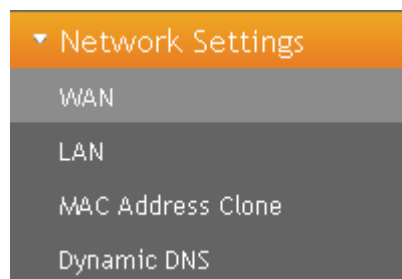 Network Settings
WAN
LAN
MAC Address Clone
Dynamic DNS